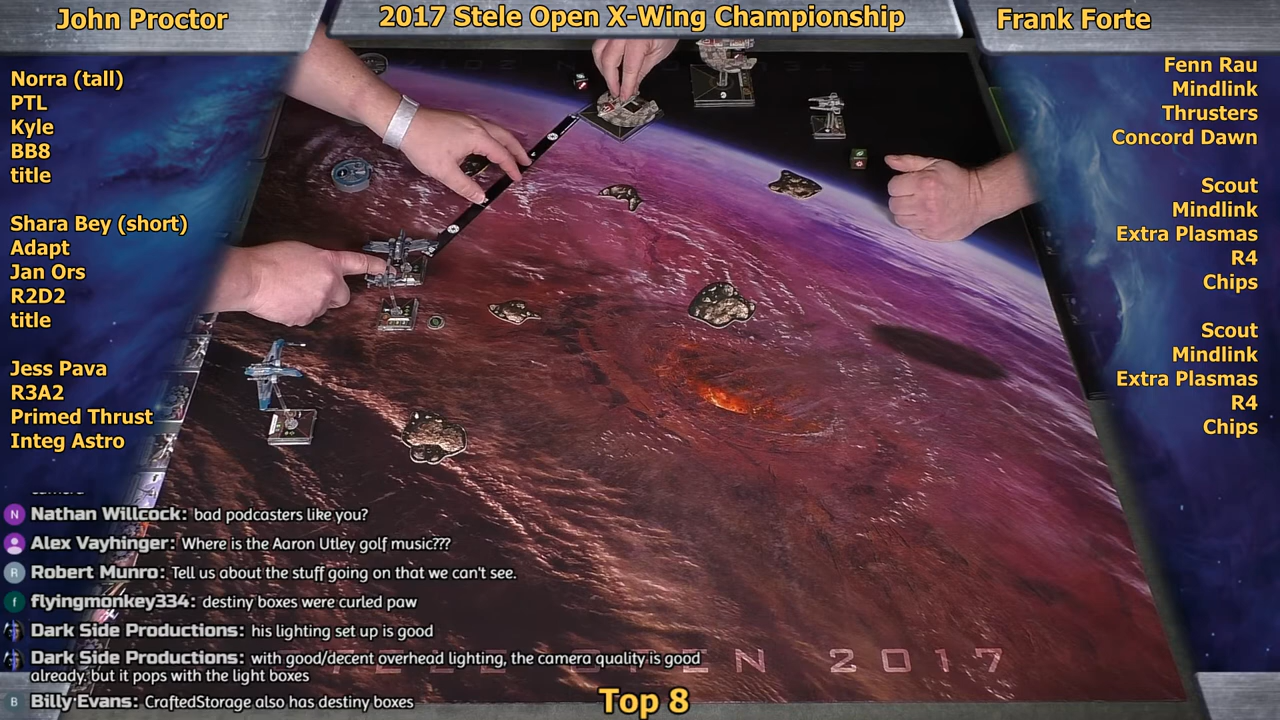 John Proctor
2017 Stele Open X-Wing Championship
Frank Forte
Norra (tall)
PTL
Kyle
BB8
title
Shara Bey (short)
Adapt
Jan Ors
R2D2
title
Jess Pava
R3A2
Primed Thrust
Integ Astro
Fenn Rau
Mindlink
Thrusters
Concord Dawn
Scout
Mindlink
Extra Plasmas
R4
Chips
Scout
Mindlink
Extra Plasmas
R4
Chips
N Nathan Willcock: bad podcasters like you?
Alex Vayhinger: Where is the Aaron Utley golf music???
R Robert Munro: Tell us about the stuff going on that we can't see.
f flyingmonkey334: destiny boxes were curled paw
Dark Side Productions: his lighting set up is good
Dark Side Productions: with good/decent overhead lighting, the camera quality is good
already. but it pops with the light boxes
B Billy Evans: CraftedStorage also has destiny boxes
N 2017
Top 8